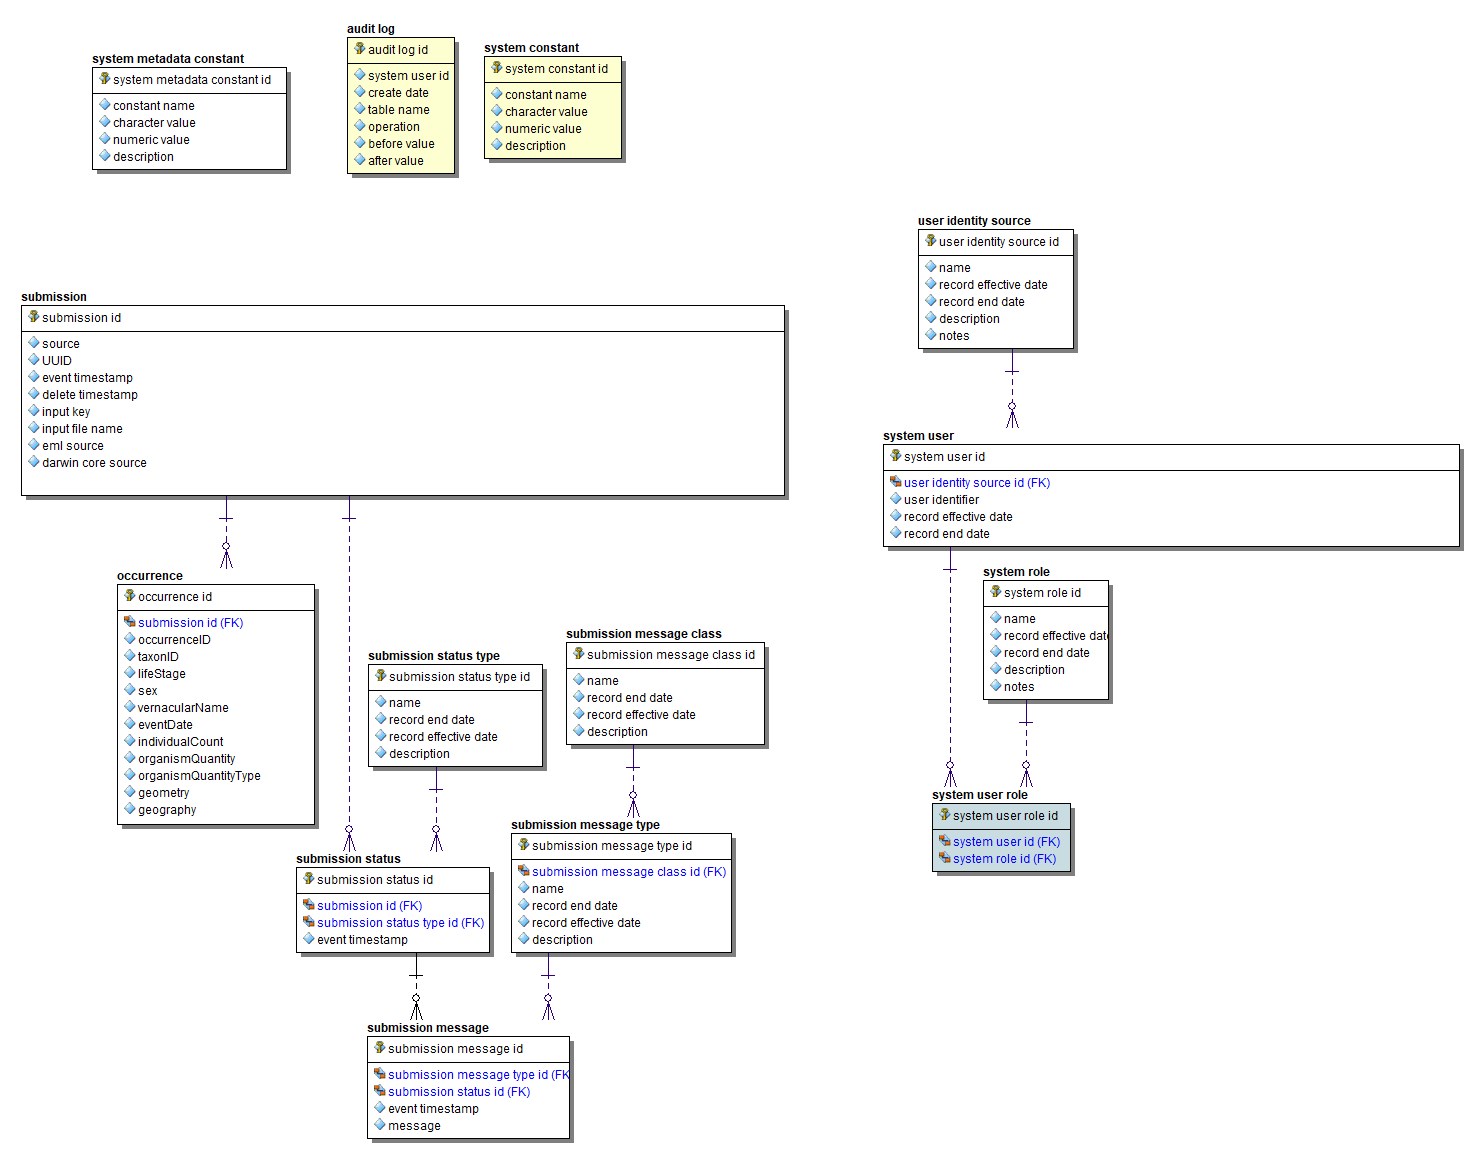 system metadata constant
system metadata constant id
constant name
character value
numeric value
description
audit log
audit log id
system user id
create date
table name
operation
before value
after value
system constant
system constant id
constant name
character value
numeric value
description
user identity source
user identity source id
name
record effective date
record end date
description
notes
submission
submission id
source
UUID
event timestamp
delete timestamp
input key
input file name
eml source
darwin core source
system user
system user id
user identity source id (FK)
user identifier
record effective date
record end date
occurrence
occurrence id
submission id (FK)
occurrenceID
taxonID
lifeStage
sex
vernacularName
eventDate
individualCount
organismQuantity
organismQuantityType
geometry
geography
system role
system role id
name
record effective date
record end date
description
notes
submission status type
submission status type id
name
record end date
record effective date
description
submission message class
submission message class id
name
record end date
record effective date
description
system user role
system user role id
system user id (FK)
system role id (FK)
submission status
submission status id
submission id (FK)
submission status type id (FK)
event timestamp
submission message type
submission message type id
submission message class id (FK)
name
record end date
record effective date
description
submission message
submission message id
submission message type id (FK
submission status id (FK)
event timestamp
message